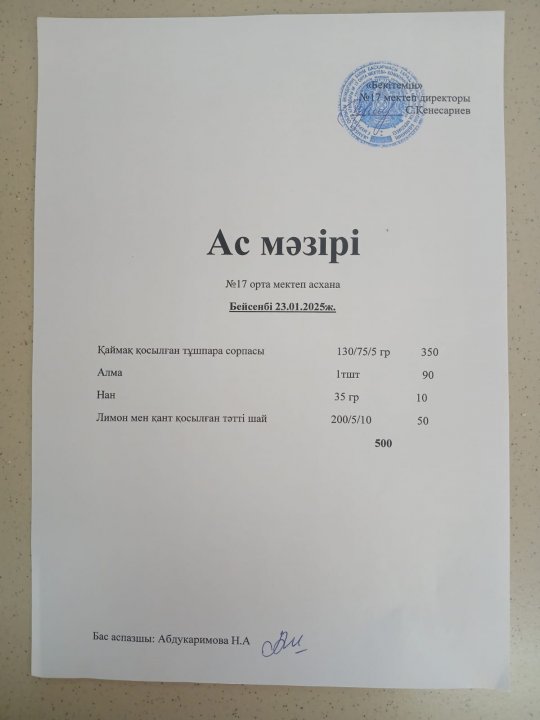 «Бекітемін»
№17 мектеп директоры
С.Кенесариев
Ас мәзірі
№17 орта мектеп асхана
Бейсенбі 23.01.2025ж.
Қаймақ қосылған тұшпара сорпасы 130/75/5 гр 350
Алма 1тшт 90
Нан 35 гр 10
Лимон мен қант қосылған тәтті шай 200/5/10 50
500
Бас аспазшы: Абдукаримова Н.А